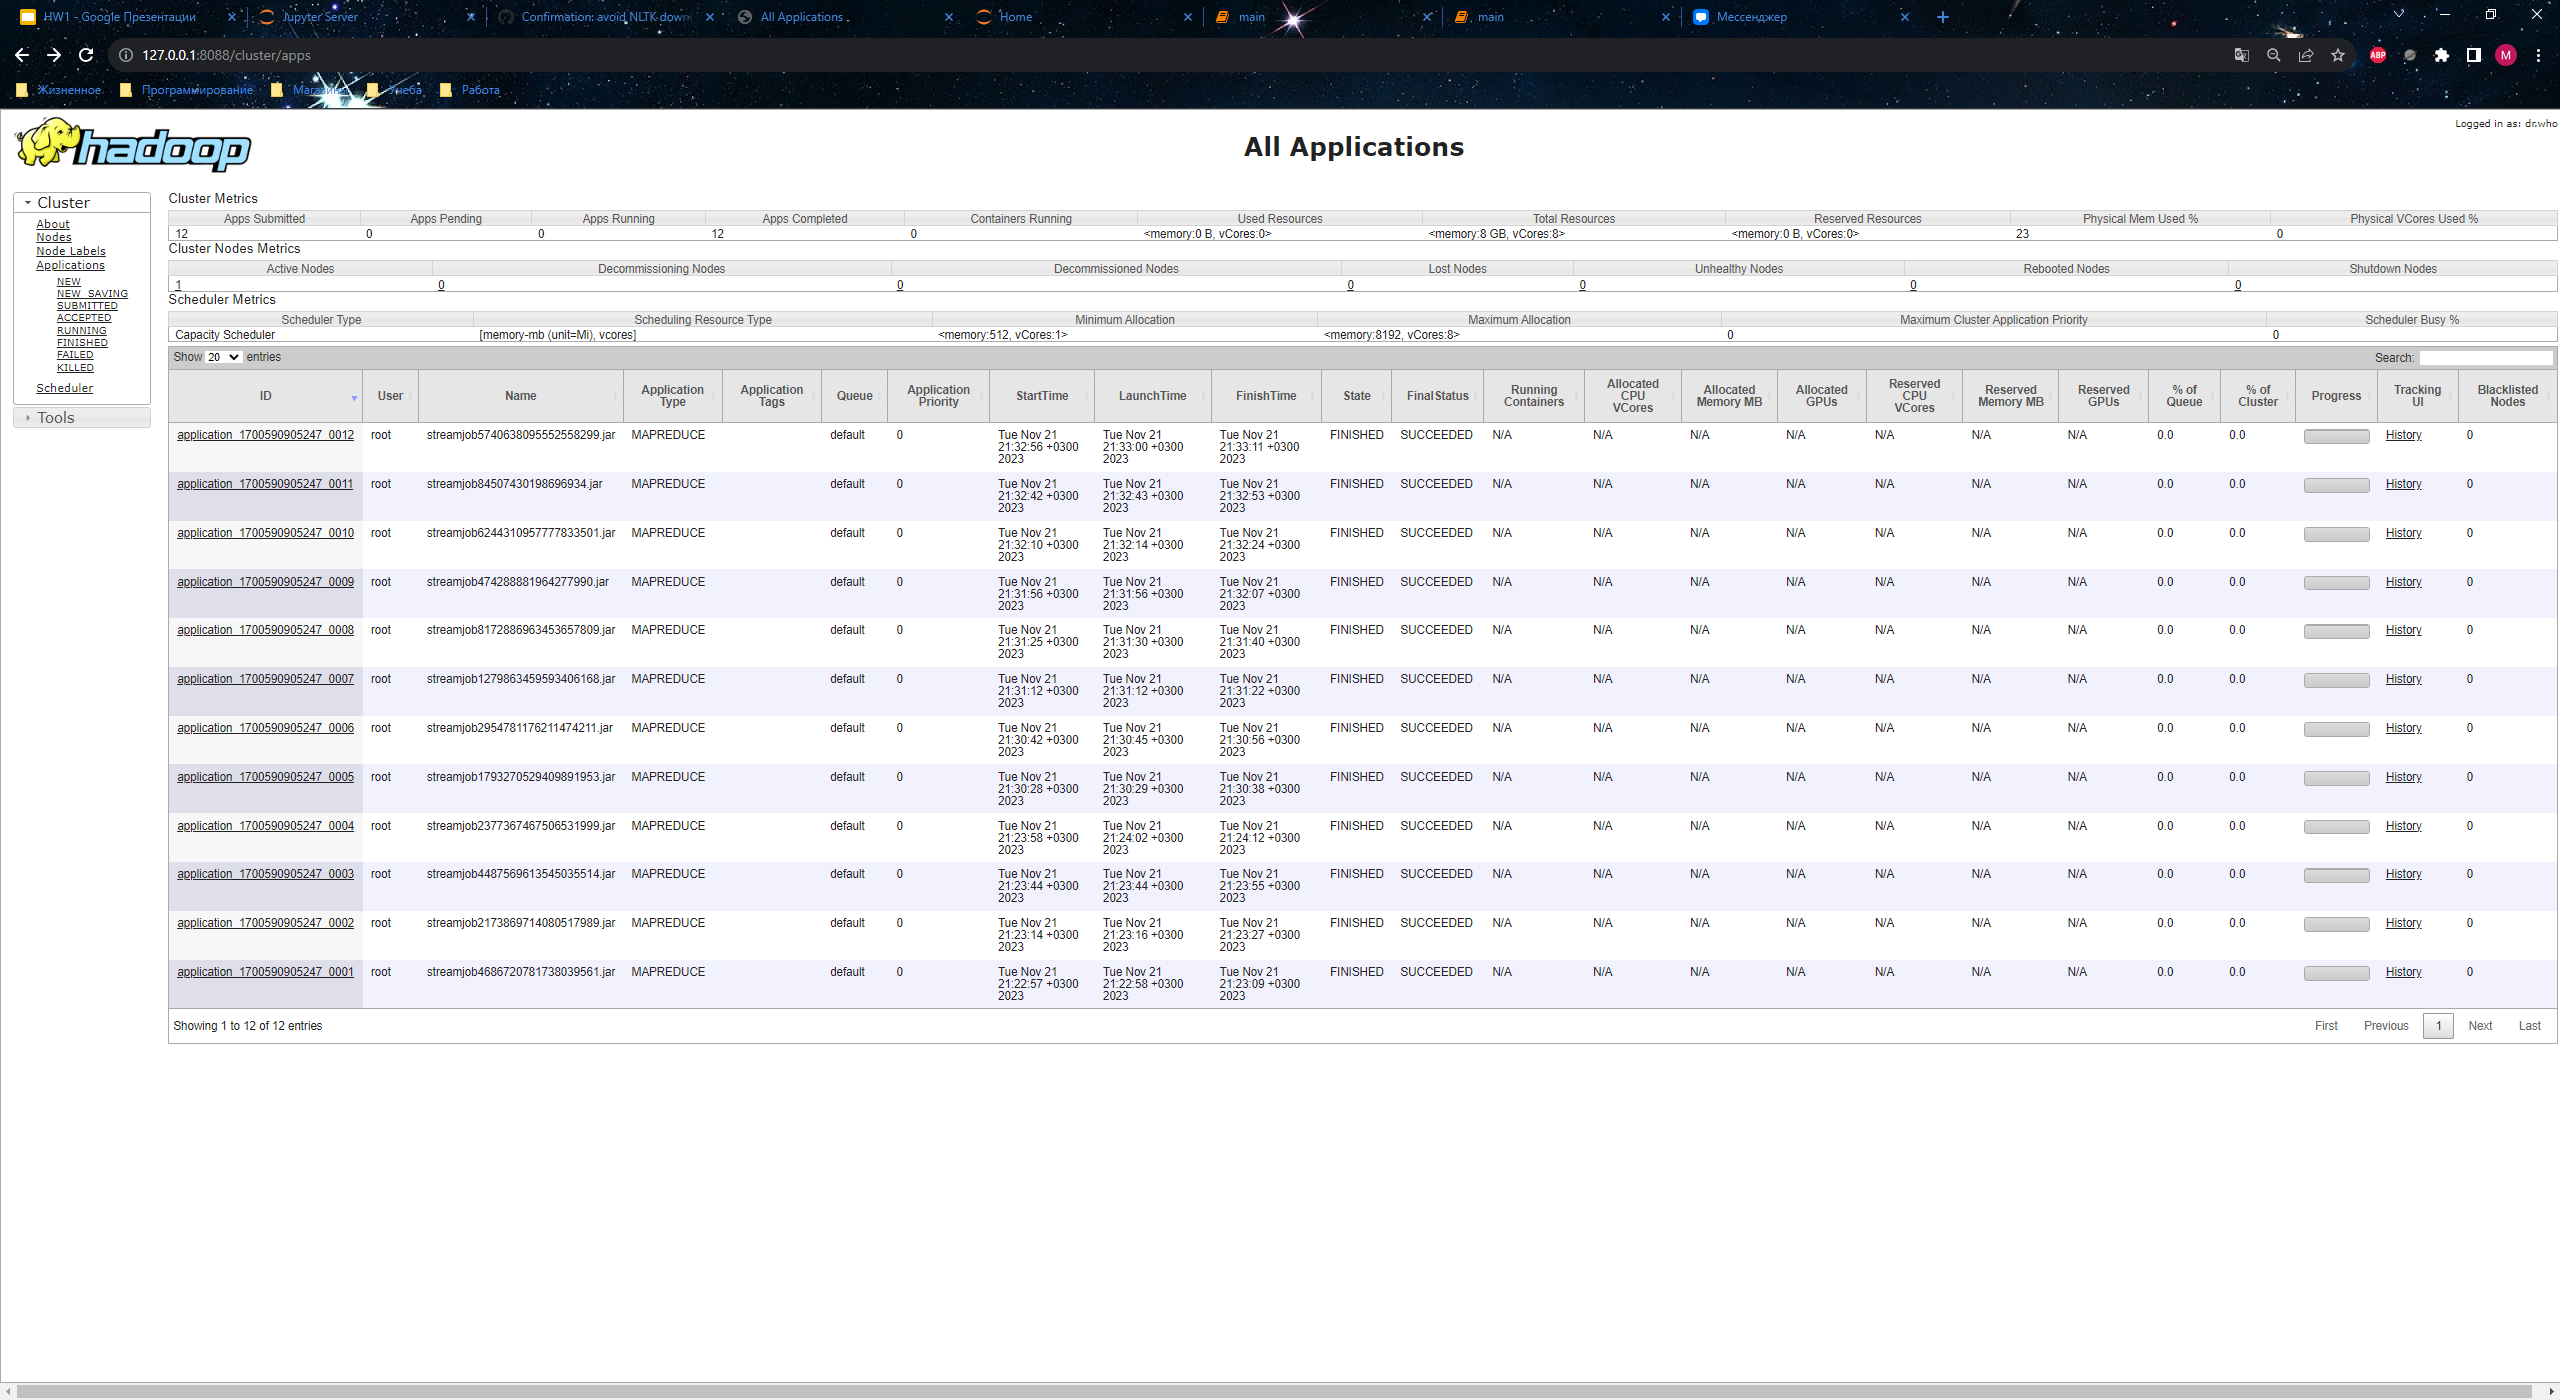 HW1 - Google Презентации
Jupyter Server
Confirmation: avoid NLTK down
All Applications
Home
main
main
Мессенджер
127.0.0.1:8088/cluster/apps
ABP
M
Жизненное
Программирование
Магазины
Учеба
Работа
hadoop
All Applications
Logged in as: dr.who
Cluster
About
Nodes
Node Labels
Applications
NEW
NEW_SAVING
SUBMITTED
ACCEPTED
RUNNING
FINISHED
FAILED
KILLED
Scheduler
Tools
Cluster Metrics
Apps Submitted Apps Pending Apps Running Apps Completed Containers Running Used Resources Total Resources Reserved Resources Physical Mem Used % Physical VCores Used %
12 0 0 12 0 <memory:0 B, vCores:0> <memory:8 GB, vCores:8> <memory:0 B, vCores:0> 23 0
Cluster Nodes Metrics
Active Nodes Decommissioning Nodes Decommissioned Nodes Lost Nodes Unhealthy Nodes Rebooted Nodes Shutdown Nodes
1 0 0 0 0 0 0
Scheduler Metrics
Scheduler Type Scheduling Resource Type Minimum Allocation Maximum Allocation Maximum Cluster Application Priority Scheduler Busy %
Capacity Scheduler [memory-mb (unit=Mi), vcores] <memory:512, vCores:1> <memory:8192, vCores:8> 0 0
Show 20 entries Search:
ID User Name Application Type Application Tags Queue Application Priority StartTime LaunchTime FinishTime State FinalStatus Running Containers Allocated CPU VCores Allocated Memory MB Allocated GPUs Reserved CPU VCores Reserved Memory MB Reserved GPUs % of Queue % of Cluster Progress Tracking UI Blacklisted Nodes
application_1700590905247_0012 root streamjob5740638095552558299.jar MAPREDUCE default 0 Tue Nov 21 21:32:56 +0300 2023 Tue Nov 21 21:33:00 +0300 2023 Tue Nov 21 21:33:11 +0300 2023 FINISHED SUCCEEDED N/A N/A N/A N/A N/A N/A N/A 0.0 0.0 History 0
application_1700590905247_0011 root streamjob84507430198696934.jar MAPREDUCE default 0 Tue Nov 21 21:32:42 +0300 2023 Tue Nov 21 21:32:43 +0300 2023 Tue Nov 21 21:32:53 +0300 2023 FINISHED SUCCEEDED N/A N/A N/A N/A N/A N/A N/A 0.0 0.0 History 0
application_1700590905247_0010 root streamjob6244310957777833501.jar MAPREDUCE default 0 Tue Nov 21 21:32:10 +0300 2023 Tue Nov 21 21:32:14 +0300 2023 Tue Nov 21 21:32:24 +0300 2023 FINISHED SUCCEEDED N/A N/A N/A N/A N/A N/A N/A 0.0 0.0 History 0
application_1700590905247_0009 root streamjob474288881964277990.jar MAPREDUCE default 0 Tue Nov 21 21:31:56 +0300 2023 Tue Nov 21 21:31:56 +0300 2023 Tue Nov 21 21:32:07 +0300 2023 FINISHED SUCCEEDED N/A N/A N/A N/A N/A N/A N/A 0.0 0.0 History 0
application_1700590905247_0008 root streamjob8172886963453657809.jar MAPREDUCE default 0 Tue Nov 21 21:31:25 +0300 2023 Tue Nov 21 21:31:30 +0300 2023 Tue Nov 21 21:31:40 +0300 2023 FINISHED SUCCEEDED N/A N/A N/A N/A N/A N/A N/A 0.0 0.0 History 0
application_1700590905247_0007 root streamjob1279863459593406168.jar MAPREDUCE default 0 Tue Nov 21 21:31:12 +0300 2023 Tue Nov 21 21:31:12 +0300 2023 Tue Nov 21 21:31:22 +0300 2023 FINISHED SUCCEEDED N/A N/A N/A N/A N/A N/A N/A 0.0 0.0 History 0
application_1700590905247_0006 root streamjob2954781176211474211.jar MAPREDUCE default 0 Tue Nov 21 21:30:42 +0300 2023 Tue Nov 21 21:30:45 +0300 2023 Tue Nov 21 21:30:56 +0300 2023 FINISHED SUCCEEDED N/A N/A N/A N/A N/A N/A N/A 0.0 0.0 History 0
application_1700590905247_0005 root streamjob1793270529409891953.jar MAPREDUCE default 0 Tue Nov 21 21:30:28 +0300 2023 Tue Nov 21 21:30:29 +0300 2023 Tue Nov 21 21:30:38 +0300 2023 FINISHED SUCCEEDED N/A N/A N/A N/A N/A N/A N/A 0.0 0.0 History 0
application_1700590905247_0004 root streamjob2377367467506531999.jar MAPREDUCE default 0 Tue Nov 21 21:23:58 +0300 2023 Tue Nov 21 21:24:02 +0300 2023 Tue Nov 21 21:24:12 +0300 2023 FINISHED SUCCEEDED N/A N/A N/A N/A N/A N/A N/A 0.0 0.0 History 0
application_1700590905247_0003 root streamjob4487569613545035514.jar MAPREDUCE default 0 Tue Nov 21 21:23:44 +0300 2023 Tue Nov 21 21:23:44 +0300 2023 Tue Nov 21 21:23:55 +0300 2023 FINISHED SUCCEEDED N/A N/A N/A N/A N/A N/A N/A 0.0 0.0 History 0
application_1700590905247_0002 root streamjob2173869714080517989.jar MAPREDUCE default 0 Tue Nov 21 21:23:14 +0300 2023 Tue Nov 21 21:23:16 +0300 2023 Tue Nov 21 21:23:27 +0300 2023 FINISHED SUCCEEDED N/A N/A N/A N/A N/A N/A N/A 0.0 0.0 History 0
application_1700590905247_0001 root streamjob4686720781738039561.jar MAPREDUCE default 0 Tue Nov 21 21:22:57 +0300 2023 Tue Nov 21 21:22:58 +0300 2023 Tue Nov 21 21:23:09 +0300 2023 FINISHED SUCCEEDED N/A N/A N/A N/A N/A N/A N/A 0.0 0.0 History 0
Showing 1 to 12 of 12 entries First Previous 1 Next Last